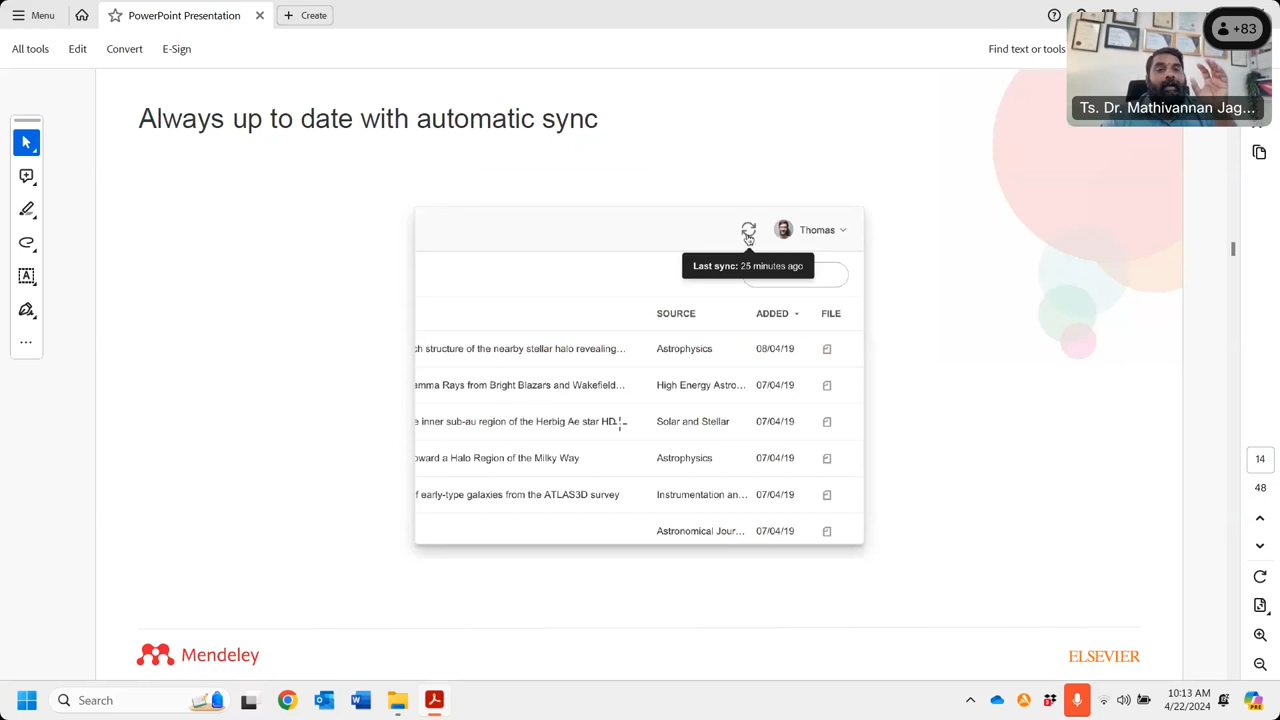 Menu
PowerPoint Presentation
Create
+83
All tools
Edit
Convert
E-Sign
Find text or tools
Ts. Dr. Mathivannan Jag...
Always up to date with automatic sync
Thomas
Last sync: 25 minutes ago
SOURCE ADDED FILE
ch structure of the nearby stellar halo revealing... Astrophysics 08/04/19
amma Rays from Bright Blazars and Wakefield... High Energy Astro... 07/04/19
e inner sub-au region of the Herbig Ae star HD Solar and Stellar 07/04/19
oward a Halo Region of the Milky Way Astrophysics 07/04/19
f early-type galaxies from the ATLAS3D survey Instrumentation an... 07/04/19
Astronomical Jour... 07/04/19
14
48
Mendeley
ELSEVIER
Search
10:13 AM
4/22/2024
PRE